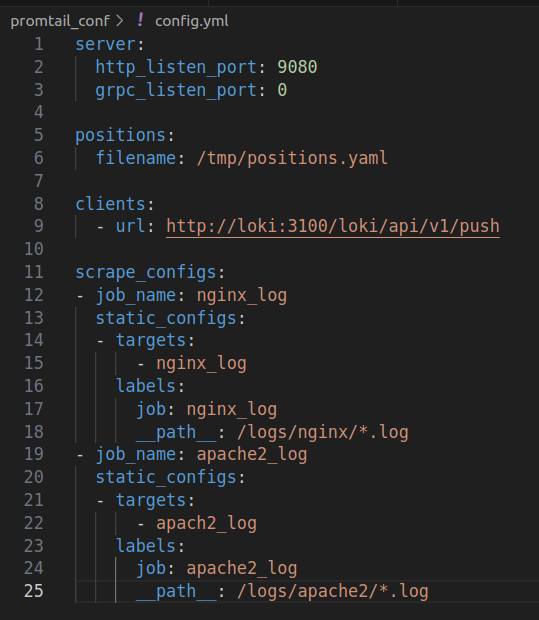 promtail_conf > ! config.yml
1 server:
2   http_listen_port: 9080
3   grpc_listen_port: 0
4
5 positions:
6   filename: /tmp/positions.yaml
7
8 clients:
9   - url: http://loki:3100/loki/api/v1/push
10
11 scrape_configs:
12 - job_name: nginx_log
13   static_configs:
14   - targets:
15       - nginx_log
16     labels:
17       job: nginx_log
18       __path__: /logs/nginx/*.log
19 - job_name: apache2_log
20   static_configs:
21   - targets:
22       - apach2_log
23     labels:
24       job: apache2_log
25       __path__: /logs/apache2/*.log